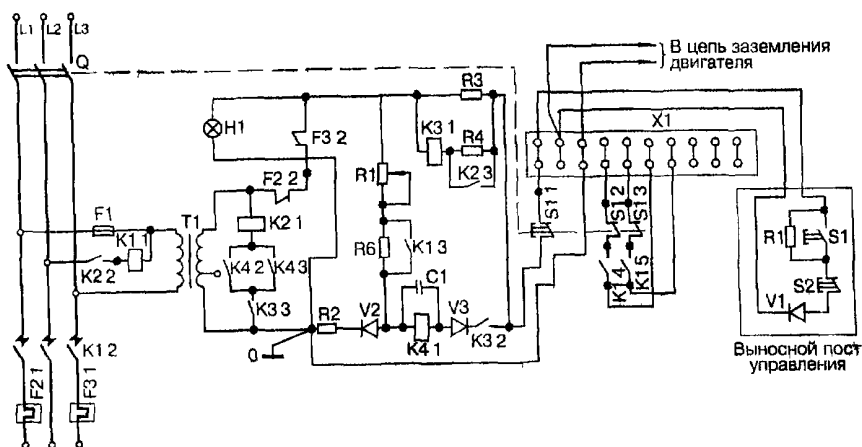 L1 L2 L3
Q
В цепь заземления
двигателя
H1
F3 2
R3
K3 1
R4
K2 3
X1
F2 2
R1
F1
T1
K1 1
K2 1
K2 2
K4 2
K4 3
R6
K1 3
S1 1
S1 2
S1 3
K1 4
K1 5
R1
S1
S2
V1
K3 3
C1
R2
V2
V3
K4 1
K3 2
0
K1 2
F2 1
F3 1
Выносной пост
управления